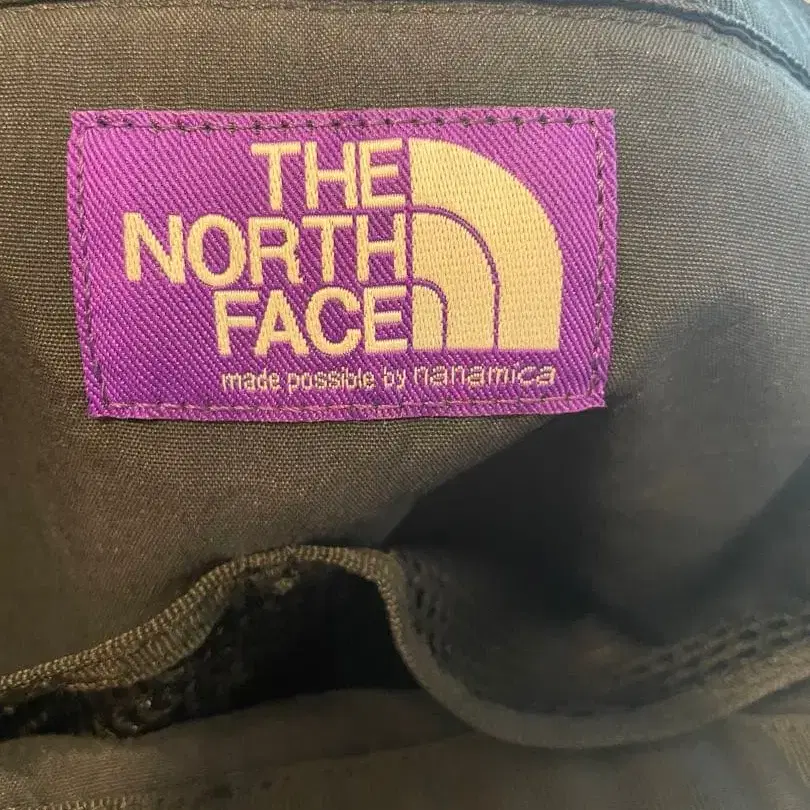 THE
NORTH
FACE
made possible by nanamica